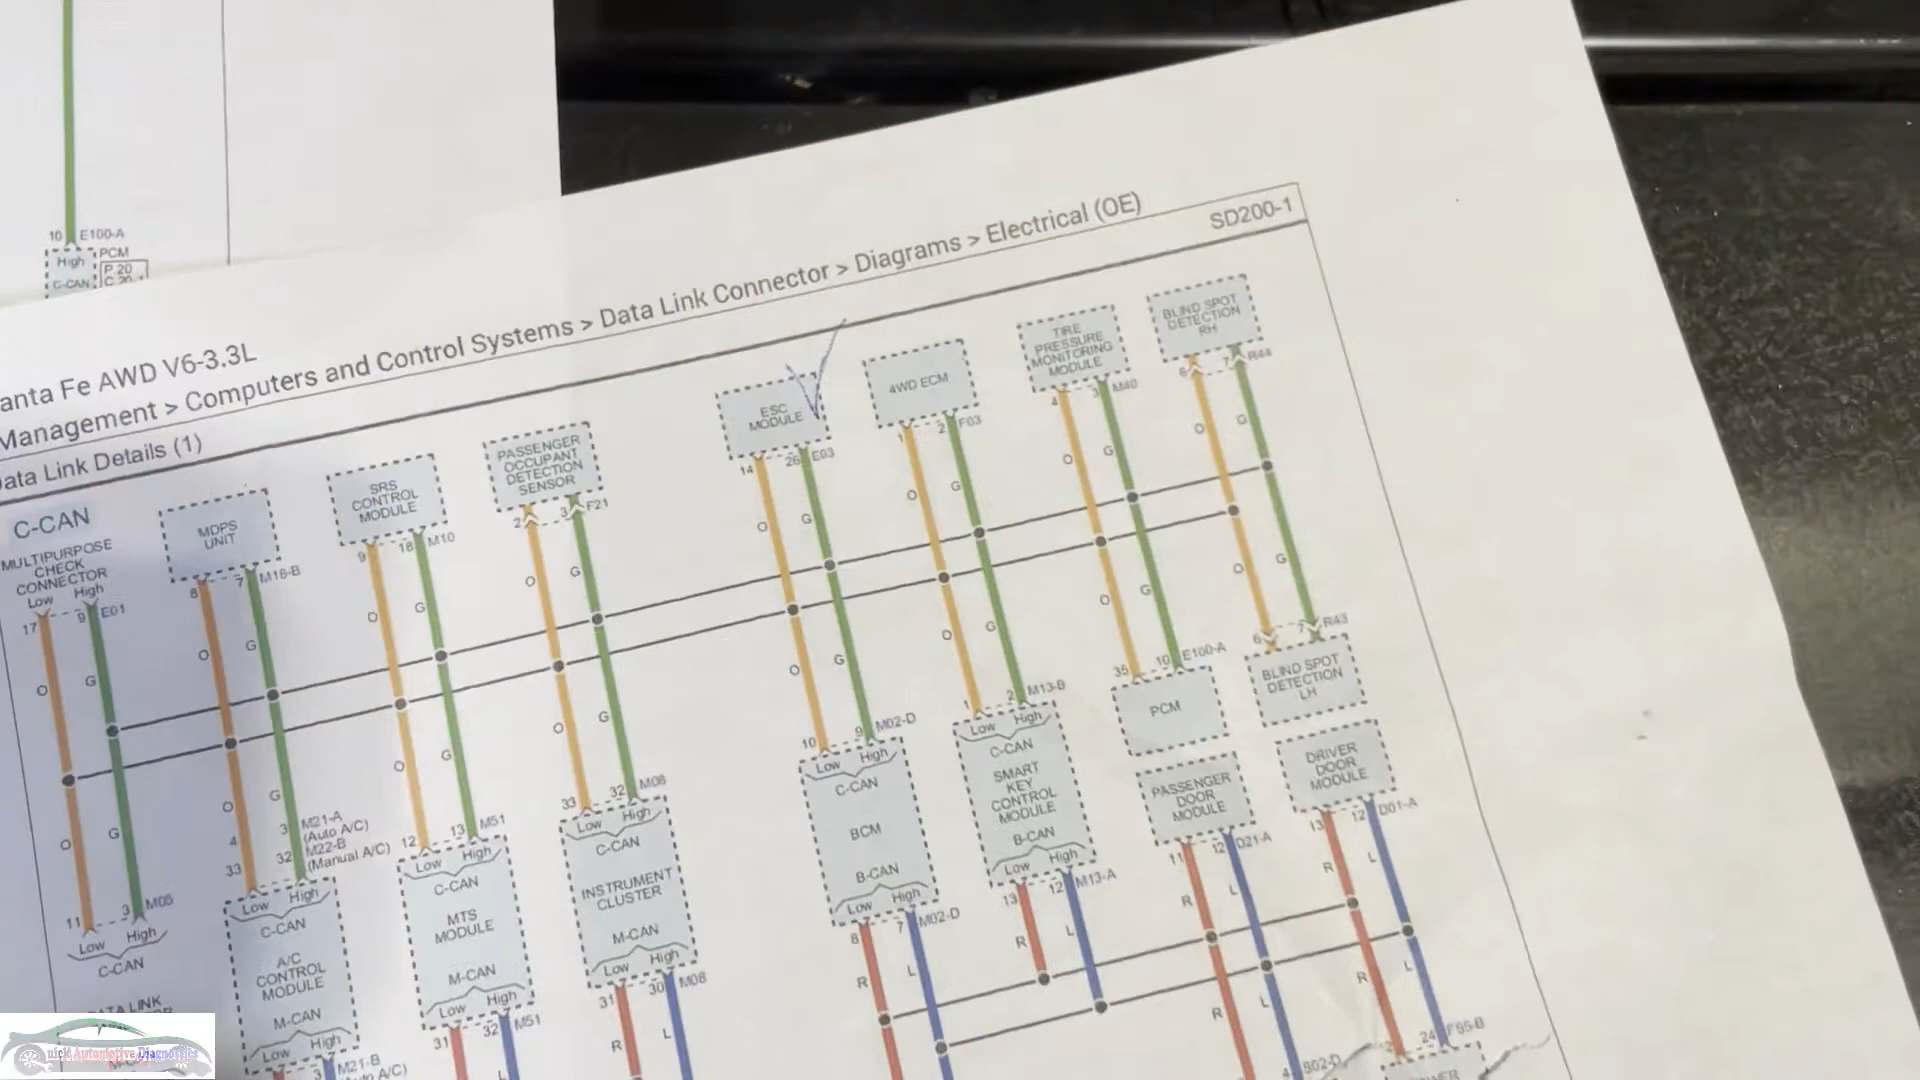 10 E100-A
High PCM
P.20
C-CAN
anta Fe AWD V6-3.3L
Management > Computers and Control Systems > Data Link Connector > Diagrams > Electrical (OE)
ata Link Details (1)
SD200-1
C-CAN
MULTIPURPOSE
CHECK
CONNECTOR
Low High
17 9 E01
MDPS
UNIT
8 7 M16-B
SRS
CONTROL
MODULE
9 18 M10
PASSENGER
OCCUPANT
DETECTION
SENSOR
2 3 F21
ESC
MODULE
14 26 E03
4WD ECM
1 2 F03
TIRE
PRESSURE
MONITORING
MODULE
4 3 M40
BLIND SPOT
DETECTION
RH
6 7 R44
O G O G O G O G O G O G O G O G
O G O G O G O G O G O G O G O G
11 3 M05
Low High
C-CAN
4 3 M21-A
(Auto A/C)
33 32 M22-B
(Manual A/C)
Low High
C-CAN
A/C
CONTROL
MODULE
M-CAN
Low High
3 M21-B
12 13 M51
Low High
C-CAN
MTS
MODULE
M-CAN
Low High
31 32 M51
L
33 32 M08
Low High
C-CAN
INSTRUMENT
CLUSTER
M-CAN
Low High
31 30 M08
R L
10 9 M02-D
Low High
C-CAN
BCM
B-CAN
Low High
8 7 M02-D
R L
1 2 M13-B
Low High
C-CAN
SMART
KEY
CONTROL
MODULE
B-CAN
Low High
13 12 M13-A
R L
35 10 E100-A
PCM
PASSENGER
DOOR
MODULE
11 12 D21-A
R L
R L
6 7 R43
BLIND SPOT
DETECTION
LH
DRIVER
DOOR
MODULE
13 12 D01-A
R L
R L
24 F55-B
Quick Automotive Diagnostics